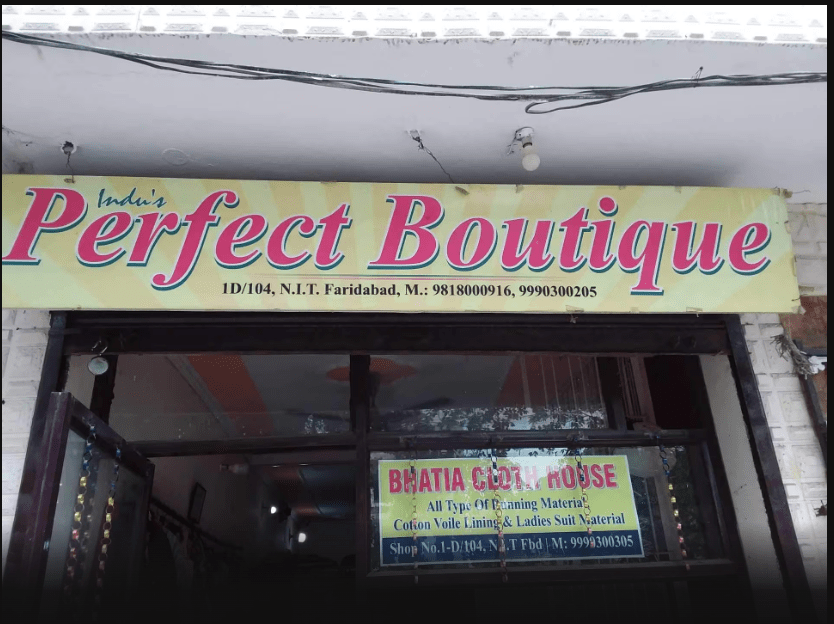 Indu's
Perfect Boutique
1D/104, N.I.T. Faridabad, M.: 9818000916, 9990300205
BHATIA CLOTH HOUSE
All Type Of Running Material
Cotton Voile Lining & Ladies Suit Material
Shop No.1-D/104, N.I.T Fbd | M: 9999300305